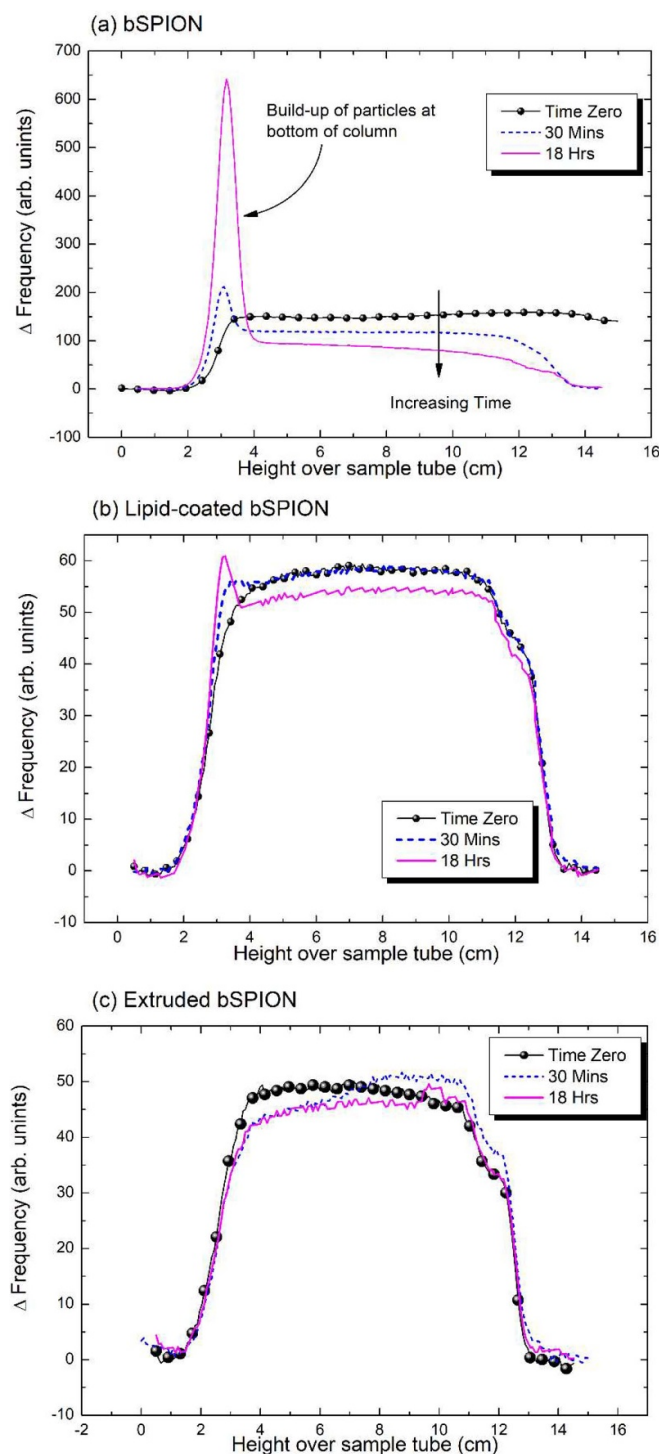 (a) bSPION
700
600
500
400
300
200
100
0
-100
Δ Frequency (arb. unints)
Build-up of particles at
bottom of column
Time Zero
30 Mins
18 Hrs
Increasing Time
0 2 4 6 8 10 12 14 16
Height over sample tube (cm)
(b) Lipid-coated bSPION
60
50
40
30
20
10
0
-10
Δ Frequency (arb. unints)
Time Zero
30 Mins
18 Hrs
0 2 4 6 8 10 12 14 16
Height over sample tube (cm)
(c) Extruded bSPION
60
50
40
30
20
10
0
-10
Δ Frequency (arb. unints)
Time Zero
30 Mins
18 Hrs
-2 0 2 4 6 8 10 12 14 16 18
Height over sample tube (cm)